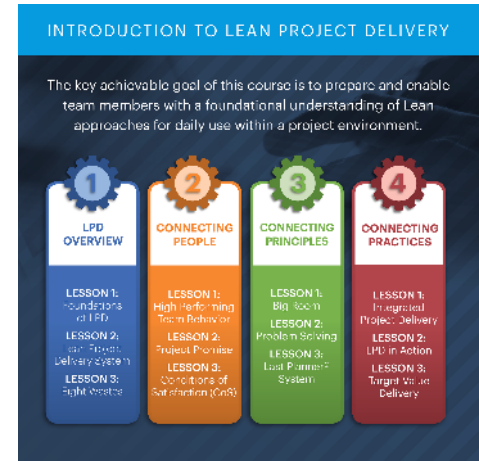 INTRODUCTION TO LEAN PROJECT DELIVERY
The key achievable goal of this course is to prepare and enable
team members with a foundational understanding of Lean
approaches for daily use within a project environment.
1
LPD
OVERVIEW
LESSON 1:
Foundations
of LPD
LESSON 2:
Lean Project
Delivery System
LESSON 3:
Eight Wastes
2
CONNECTING
PEOPLE
LESSON 1:
High Performing
Team Behavior
LESSON 2:
Project Promise
LESSON 3:
Conditions of
Satisfaction (CoS)
3
CONNECTING
PRINCIPLES
LESSON 1:
Big Room
LESSON 2:
Problem Solving
LESSON 3:
Last Planner®
System
4
CONNECTING
PRACTICES
LESSON 1:
Integrated
Project Delivery
LESSON 2:
LPD in Action
LESSON 3:
Target Value
Delivery